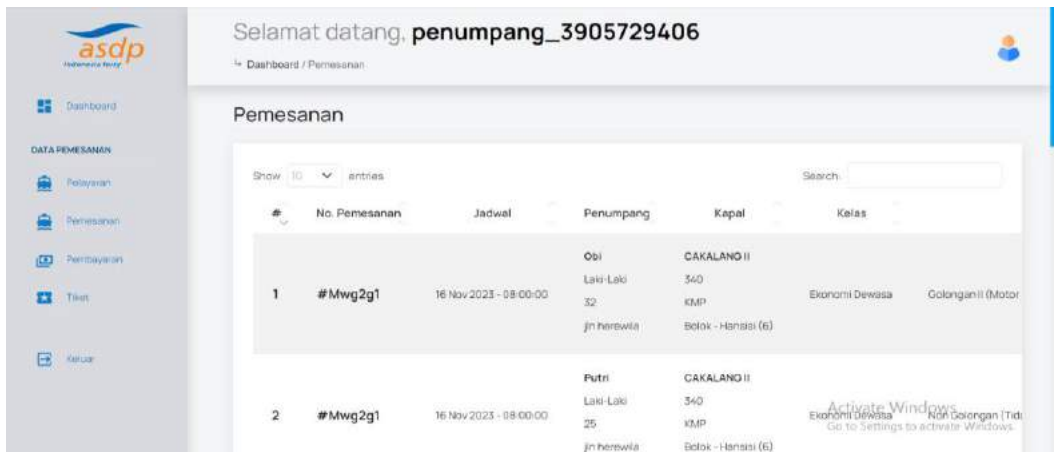 asdp
Indonesia Ferry
Selamat datang, penumpang_3905729406
Dashboard / Pemesanan
Dashboard
DATA PEMESANAN
Pelayaran
Pemesanan
Pembayaran
Tiket
Keluar
Pemesanan
Show 10 entries
Search:
# No. Pemesanan Jadwal Penumpang Kapal Kelas
1 #Mwg2g1 16 Nov 2023 - 08:00:00 Ekonomi Dewasa Golongan II (Motor
Obi
Laki-Laki
32
jln herewila
CAKALANG II
340
KMP
Bolok - Hansisi (6)
2 #Mwg2g1 16 Nov 2023 - 08:00:00 Ekonomi Dewasa Non Golongan (Tid
Putri
Laki-Laki
25
jln herewila
CAKALANG II
340
KMP
Bolok - Hansisi (6)
Activate Windows
Go to Settings to activate Windows.